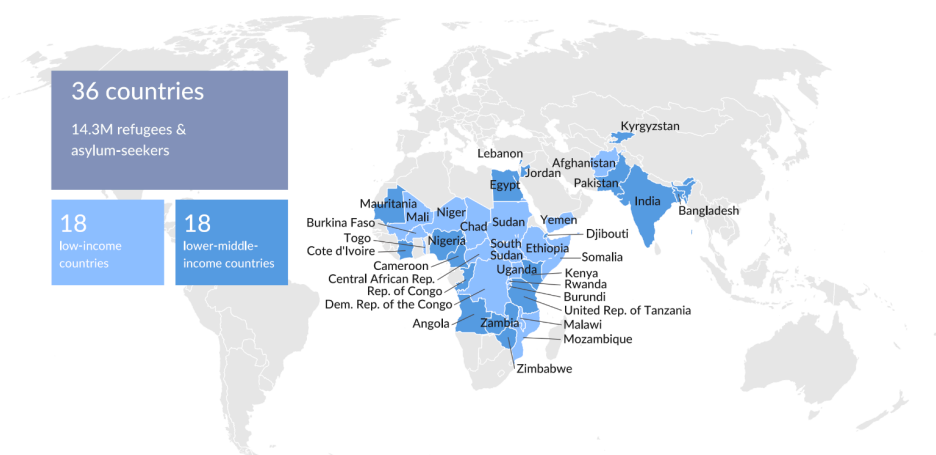 36 countries
14.3M refugees &
asylum-seekers
18
low-income
countries
18
lower-middle-
income countries
Kyrgyzstan
Lebanon
Afghanistan
Jordan
Pakistan
Egypt
India
Mauritania
Bangladesh
Mali
Niger
Burkina Faso
Sudan
Yemen
Chad
Djibouti
Togo
Nigeria
South
Sudan
Ethiopia
Cote d'Ivoire
Somalia
Cameroon
Uganda
Kenya
Central African Rep.
Rwanda
Rep. of Congo
Burundi
Dem. Rep. of the Congo
United Rep. of Tanzania
Angola
Zambia
Malawi
Mozambique
Zimbabwe